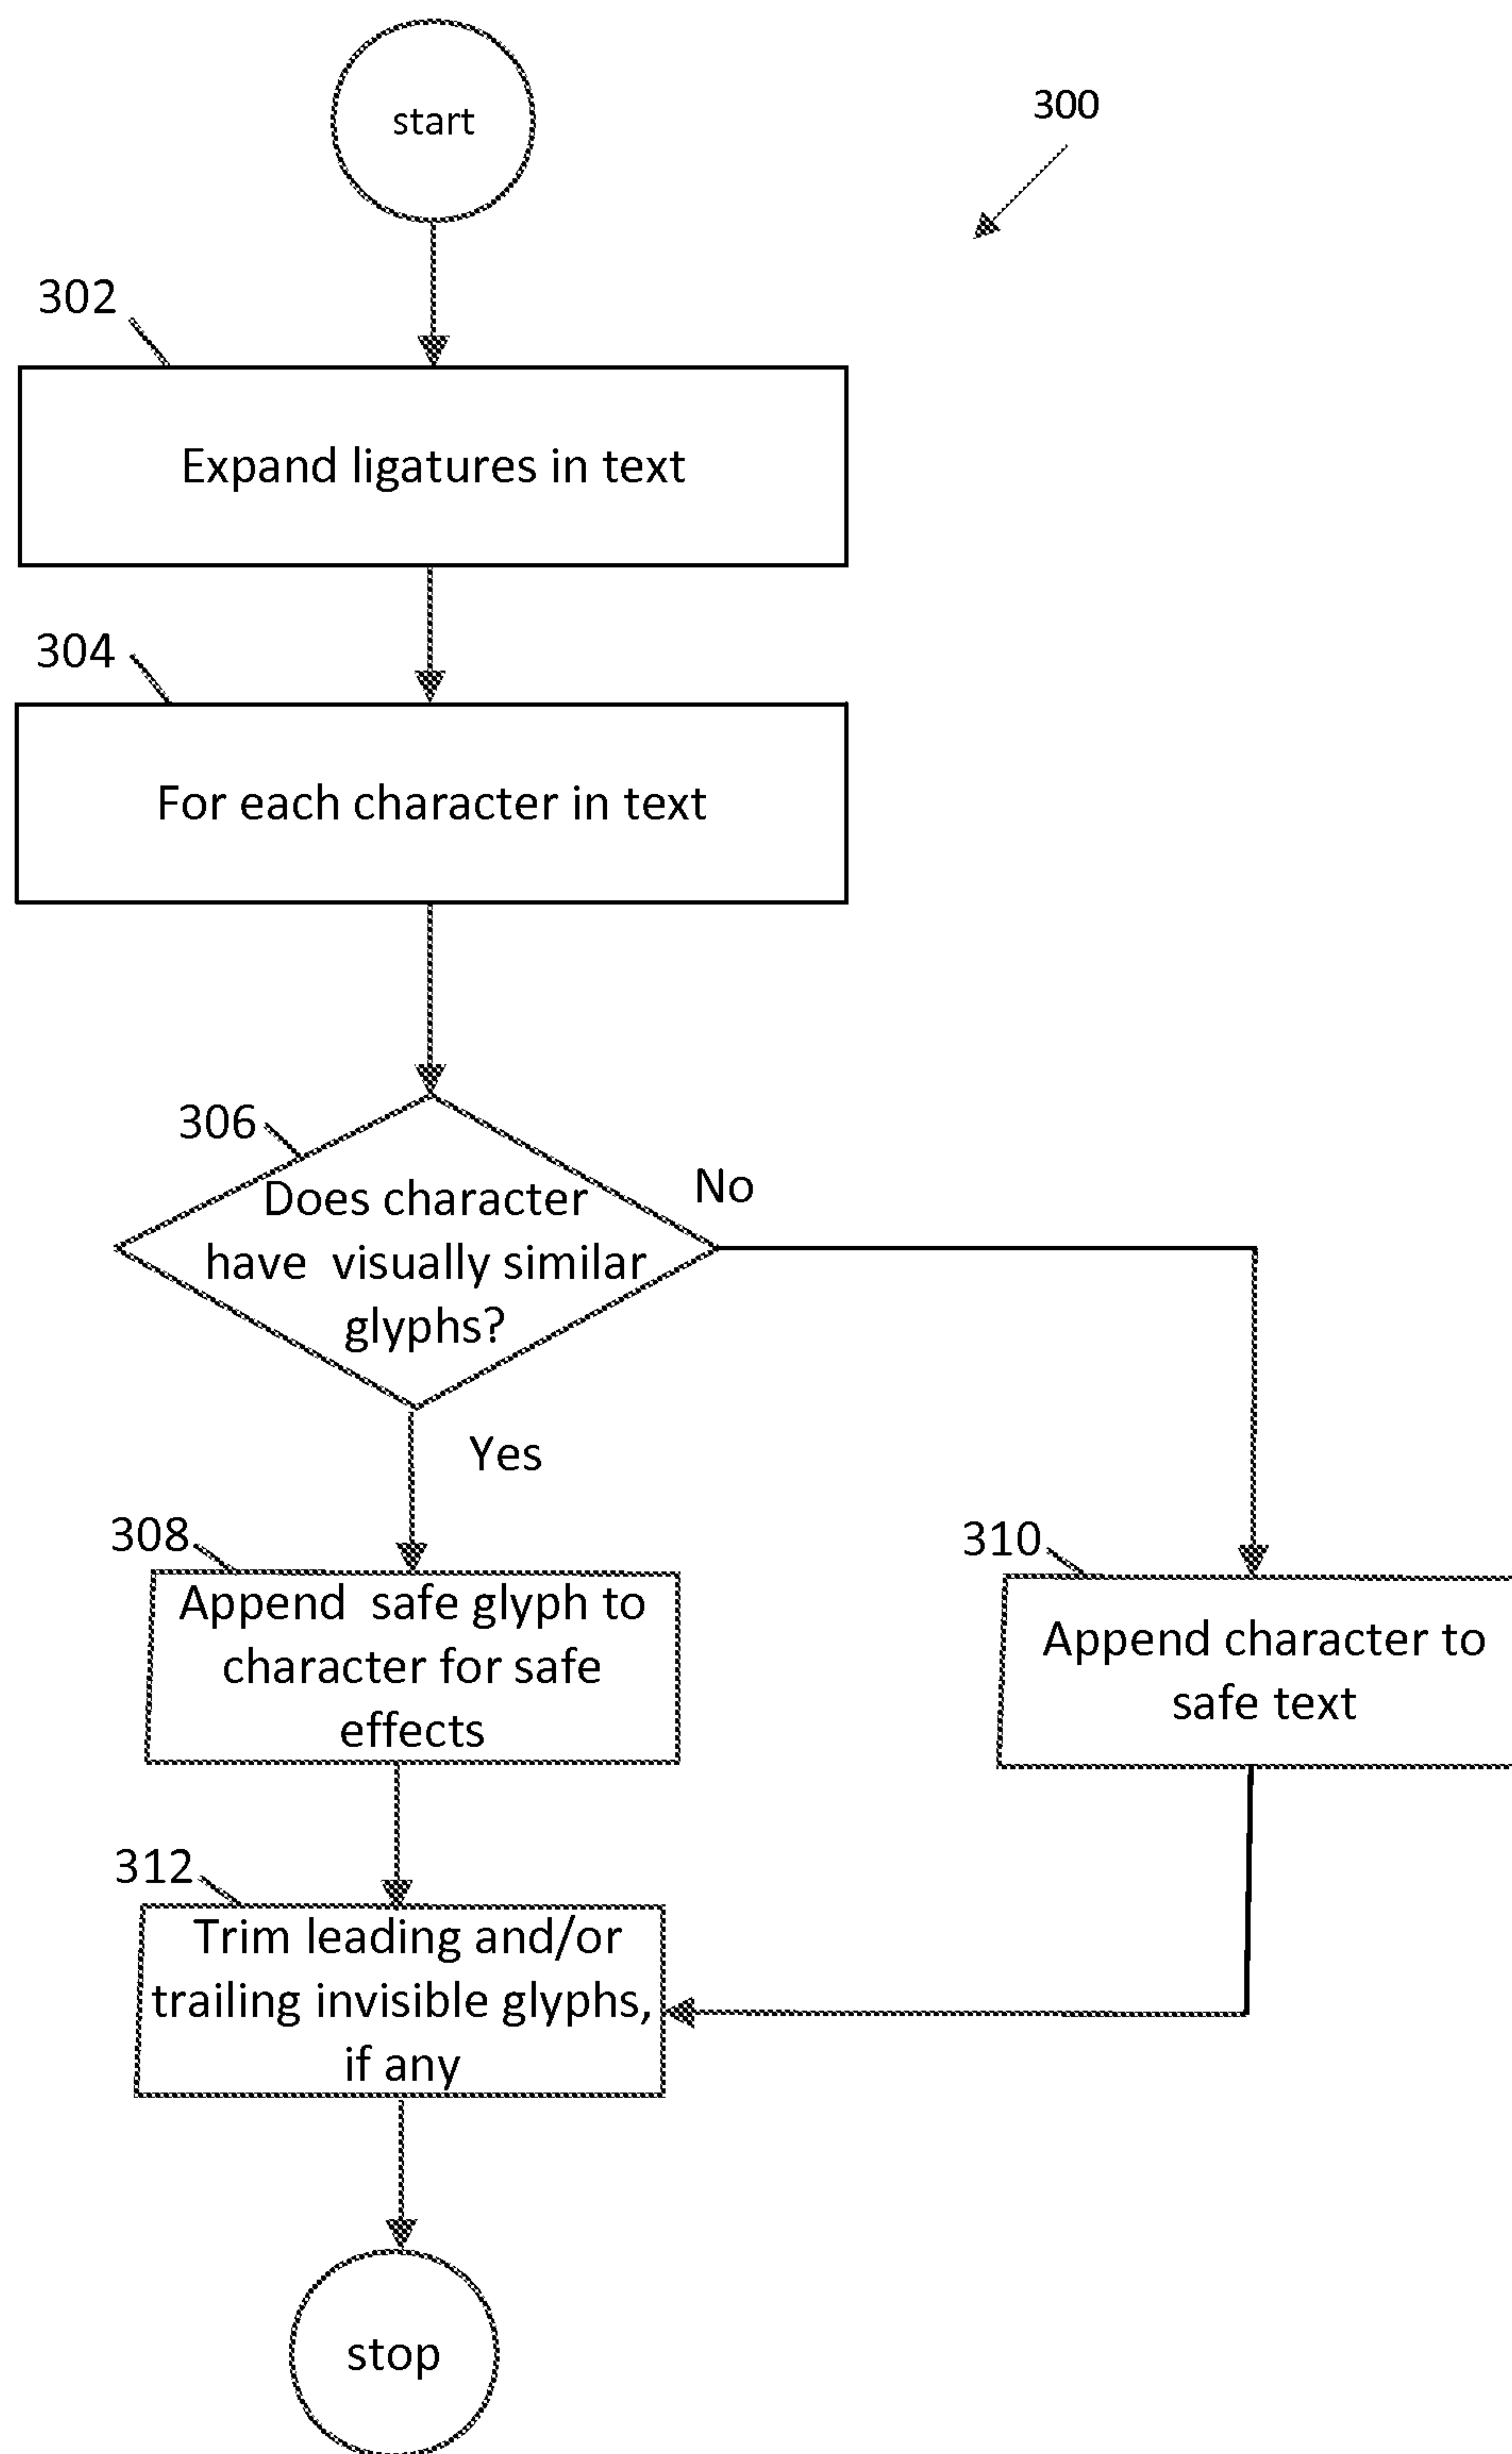 start
300
302
Expand ligatures in text
304
For each character in text
306
Does character
have visually similar
glyphs?
No
Yes
308
Append safe glyph to
character for safe
effects
310
Append character to
safe text
312
Trim leading and/or
trailing invisible glyphs,
if any
stop